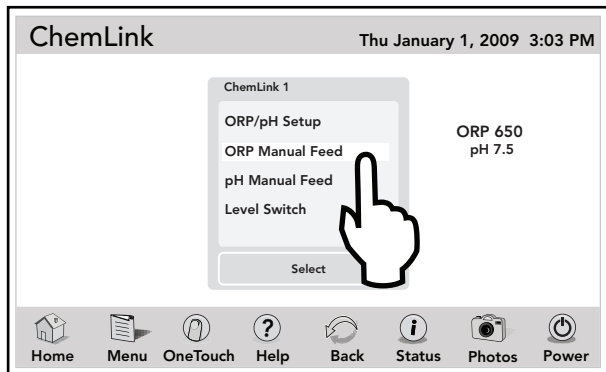 ChemLink
Thu January 1, 2009 3:03 PM
ChemLink 1
ORP/pH Setup
ORP Manual Feed
pH Manual Feed
Level Switch
Select
ORP 650
pH 7.5
Home Menu OneTouch Help Back Status Photos Power